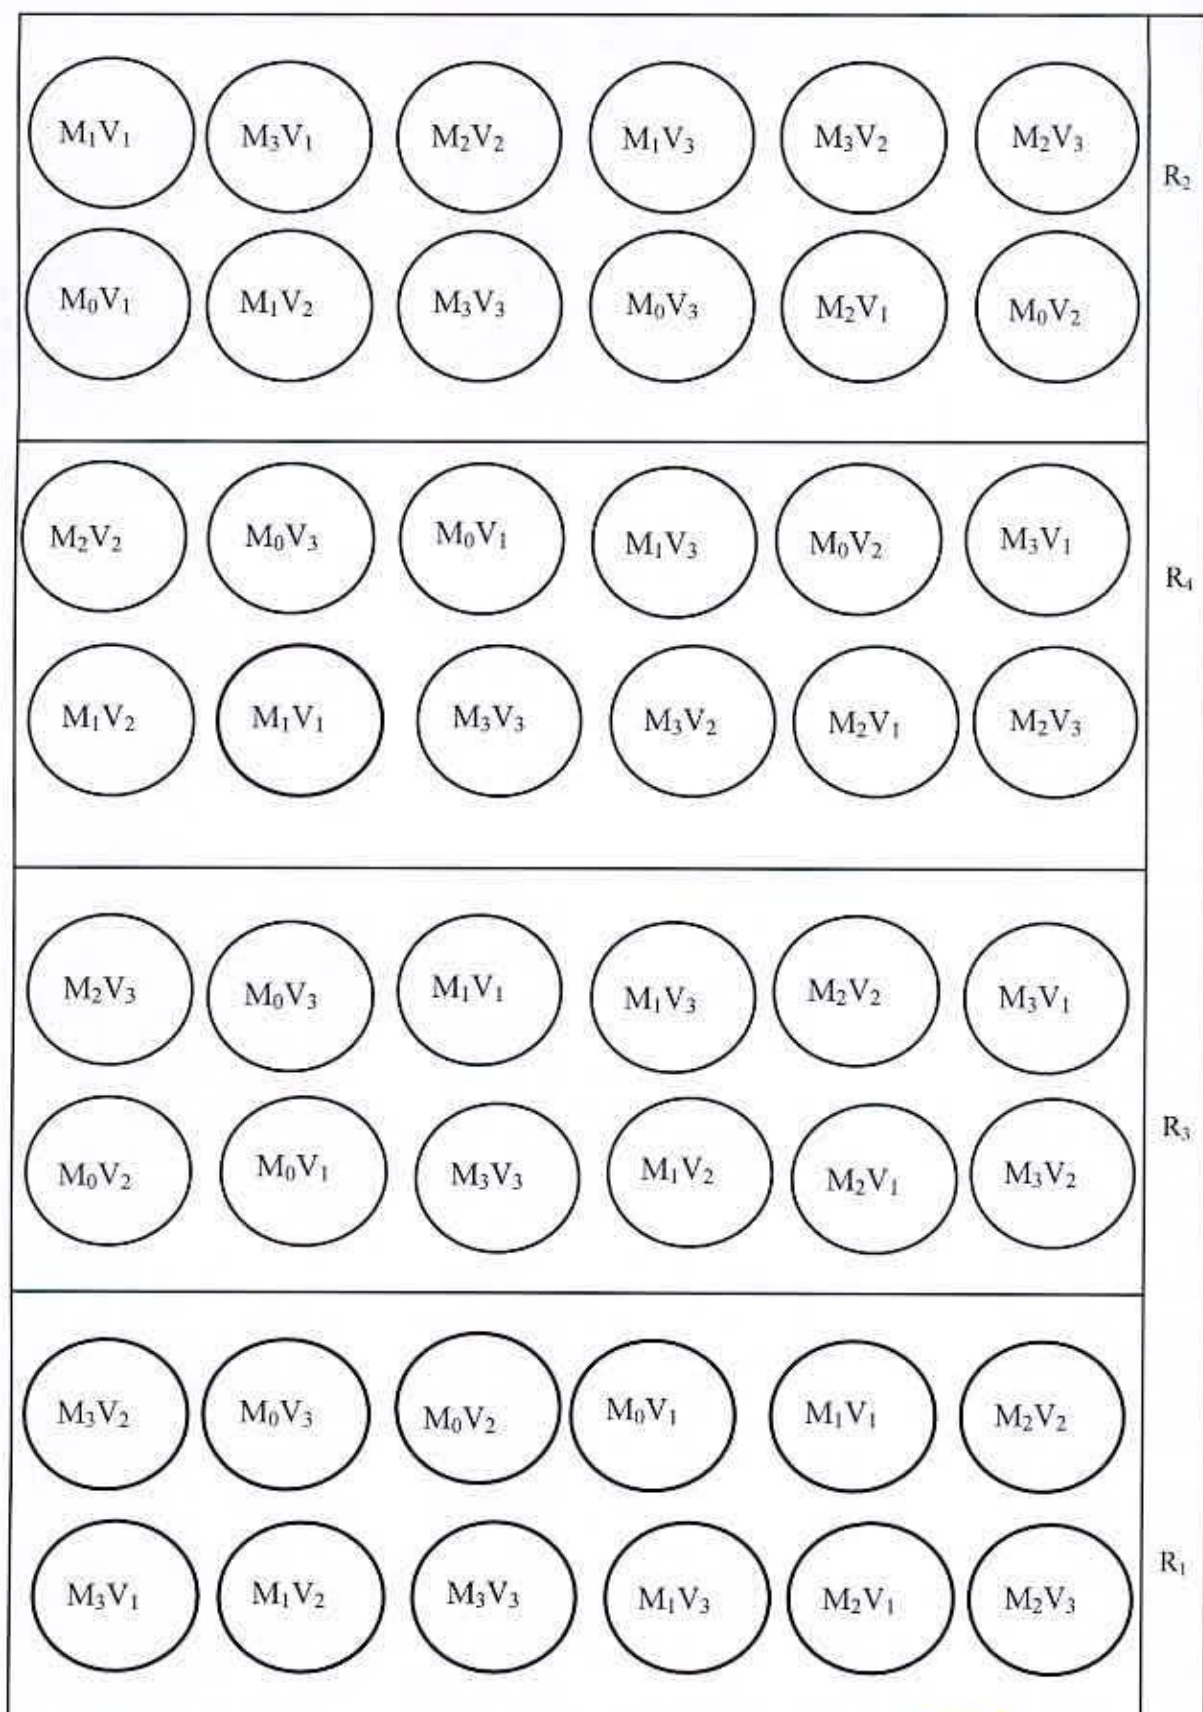 M₁V₁ M₃V₁ M₂V₂ M₁V₃ M₃V₂ M₂V₃
R₂
M₀V₁ M₁V₂ M₃V₃ M₀V₃ M₂V₁ M₀V₂
M₂V₂ M₀V₃ M₀V₁ M₁V₃ M₀V₂ M₃V₁
R₄
M₁V₂ M₁V₁ M₃V₃ M₃V₂ M₂V₁ M₂V₃
M₂V₃ M₀V₃ M₁V₁ M₁V₃ M₂V₂ M₃V₁
R₃
M₀V₂ M₀V₁ M₃V₃ M₁V₂ M₂V₁ M₃V₂
M₃V₂ M₀V₃ M₀V₂ M₀V₁ M₁V₁ M₂V₂
R₁
M₃V₁ M₁V₂ M₃V₃ M₁V₃ M₂V₁ M₂V₃